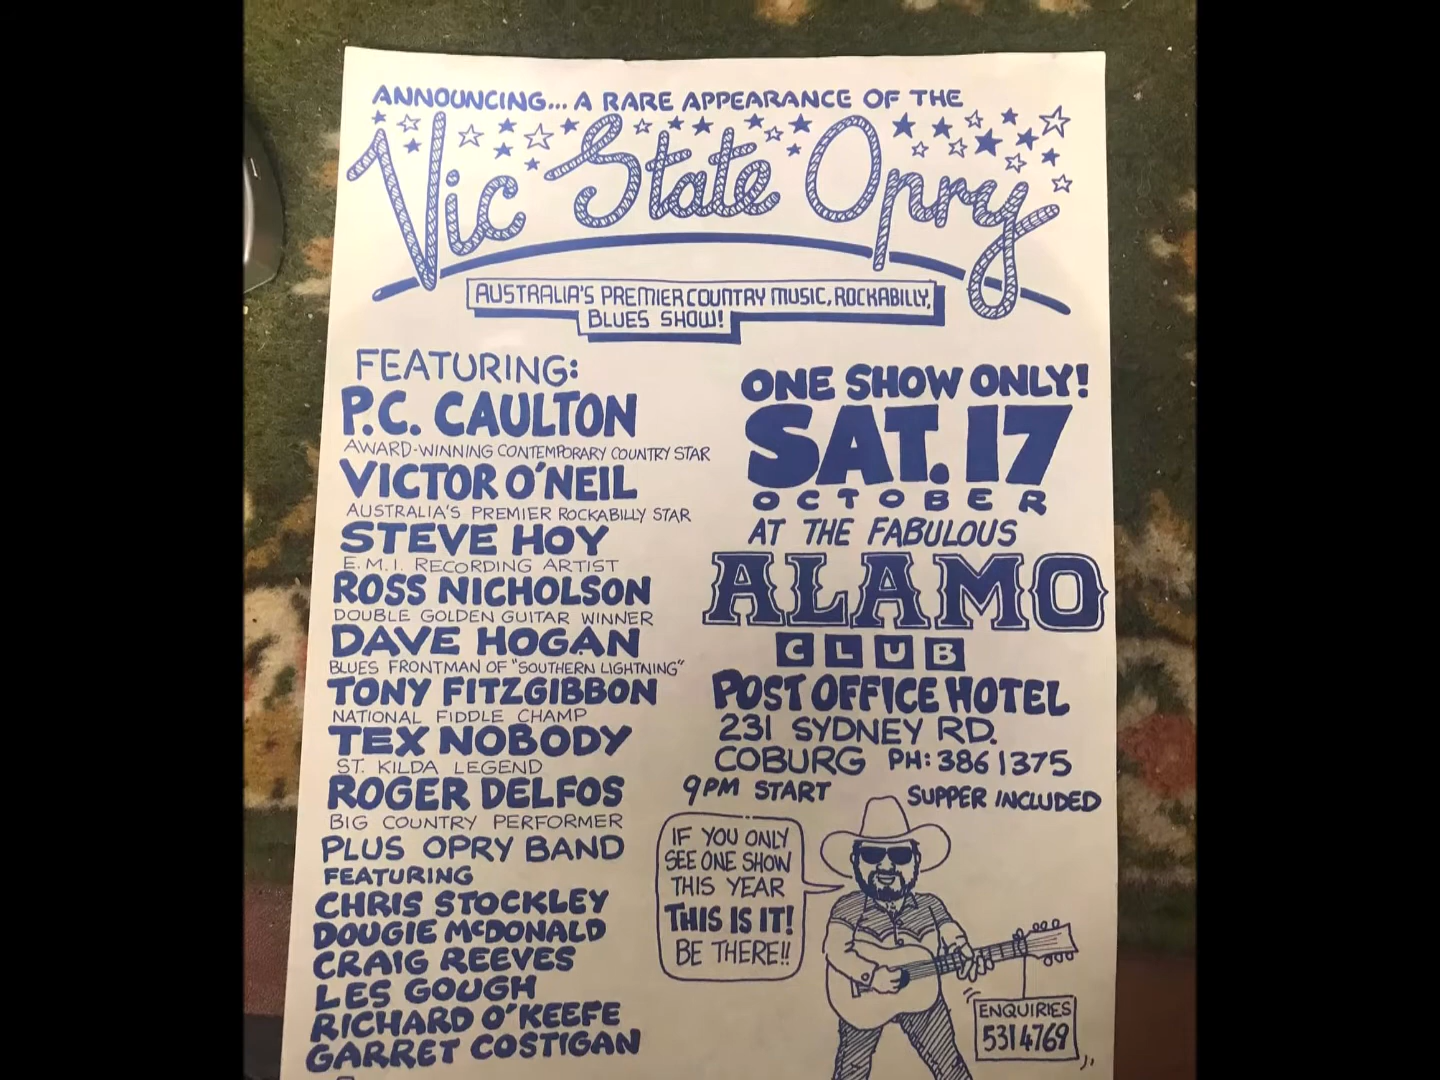 ANNOUNCING... A RARE APPEARANCE OF THE
Vic State Opry
AUSTRALIA'S PREMIER COUNTRY MUSIC, ROCKABILLY,
BLUES SHOW!
FEATURING:
P.C. CAULTON
AWARD-WINNING CONTEMPORARY COUNTRY STAR
VICTOR O'NEIL
AUSTRALIA'S PREMIER ROCKABILLY STAR
STEVE HOY
E.M.I. RECORDING ARTIST
ROSS NICHOLSON
DOUBLE GOLDEN GUITAR WINNER
DAVE HOGAN
BLUES FRONTMAN OF "SOUTHERN LIGHTNING"
TONY FITZGIBBON
NATIONAL FIDDLE CHAMP
TEX NOBODY
ST. KILDA LEGEND
ROGER DELFOS
BIG COUNTRY PERFORMER
PLUS OPRY BAND
FEATURING
CHRIS STOCKLEY
DOUGIE McDONALD
CRAIG REEVES
LES GOUGH
RICHARD O'KEEFE
GARRET COSTIGAN
ONE SHOW ONLY!
SAT. 17
OCTOBER
AT THE FABULOUS
ALAMO
CLUB
POST OFFICE HOTEL
231 SYDNEY RD.
COBURG PH: 386 1375
9PM START
SUPPER INCLUDED
IF YOU ONLY
SEE ONE SHOW
THIS YEAR
THIS IS IT!
BE THERE!!
ENQUIRIES
531 4769